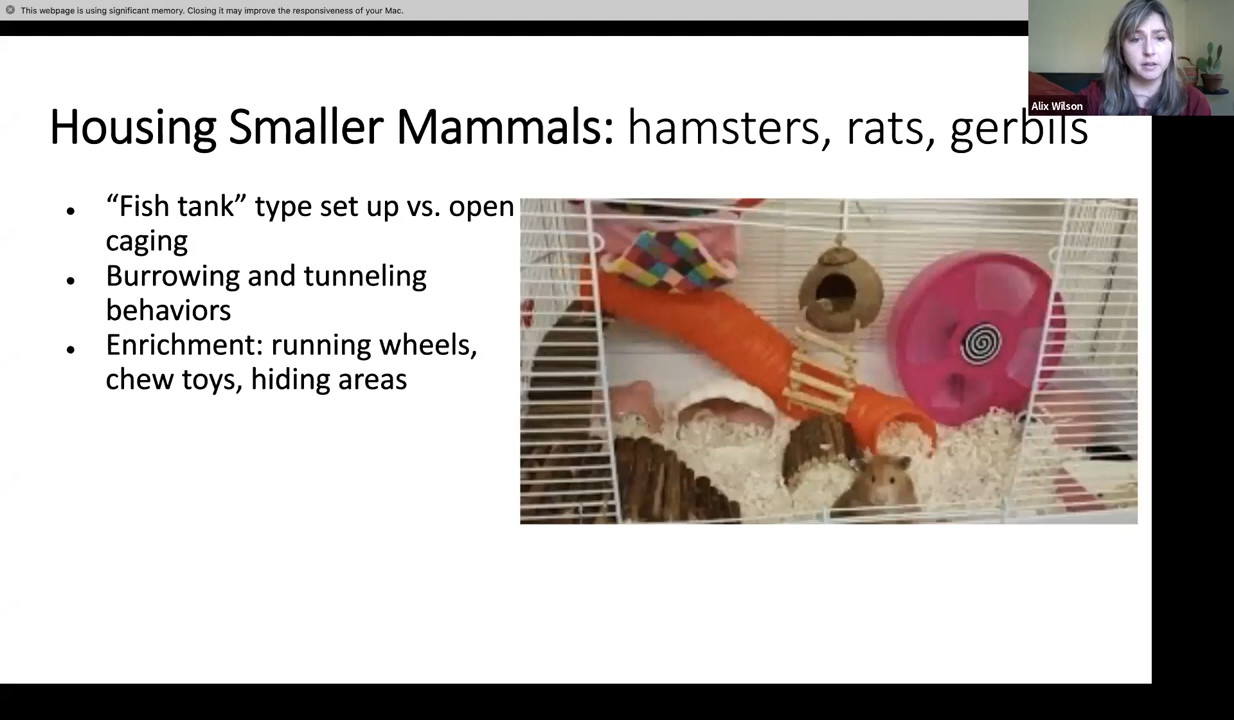 This webpage is using significant memory. Closing it may improve the responsiveness of your Mac.
Alix Wilson
Housing Smaller Mammals: hamsters, rats, gerbils
• “Fish tank” type set up vs. open
caging
• Burrowing and tunneling
behaviors
• Enrichment: running wheels,
chew toys, hiding areas